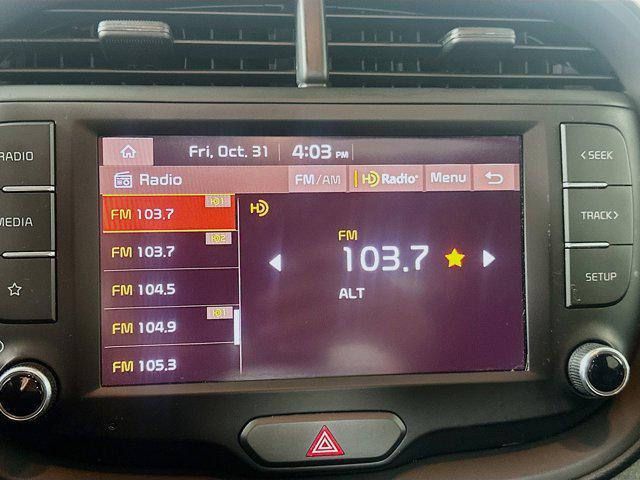 Fri, Oct. 31 4:03 PM
Radio FM/AM HD Radio Menu
FM 103.7 HD1
FM 103.7 HD2
FM 104.5
FM 104.9 HD1
FM 105.3
HD
FM
103.7
ALT
RADIO
MEDIA
< SEEK
TRACK >
SETUP